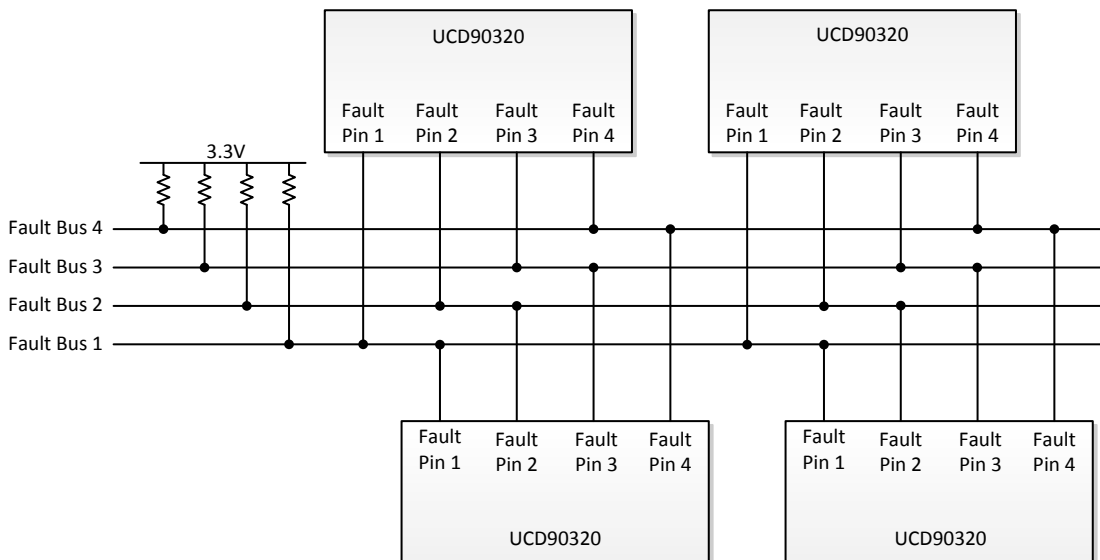 UCD90320
UCD90320
Fault Fault Fault Fault
Pin 1 Pin 2 Pin 3 Pin 4
Fault Fault Fault Fault
Pin 1 Pin 2 Pin 3 Pin 4
3.3V
Fault Bus 4
Fault Bus 3
Fault Bus 2
Fault Bus 1
Fault Fault Fault Fault
Pin 1 Pin 2 Pin 3 Pin 4
Fault Fault Fault Fault
Pin 1 Pin 2 Pin 3 Pin 4
UCD90320
UCD90320